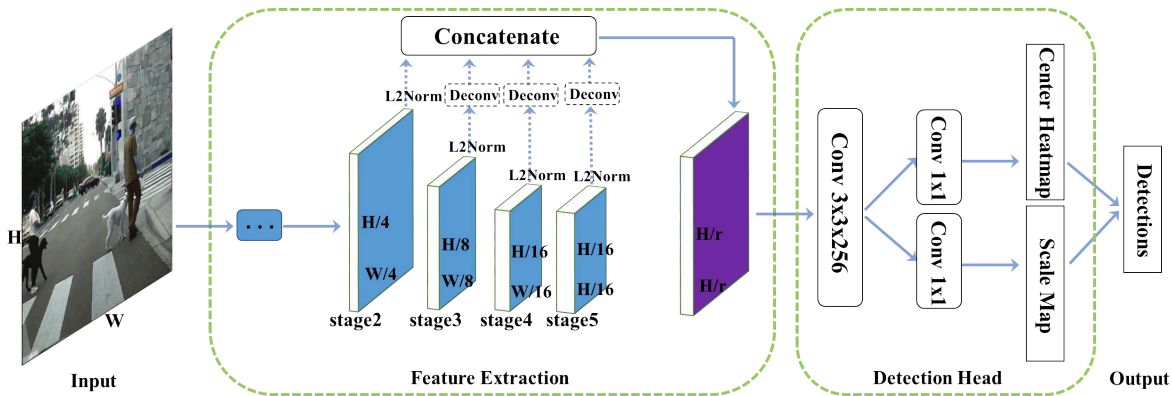 Concatenate
L2Norm
Deconv
Deconv
Deconv
L2Norm
L2Norm
L2Norm
H
W
...
H/4
W/4
H/8
W/8
H/16
W/16
H/16
H/16
H/r
H/r
stage2
stage3
stage4
stage5
Conv 3x3x256
Conv 1x1
Conv 1x1
Center Heatmap
Scale Map
Detections
Input
Feature Extraction
Detection Head
Output